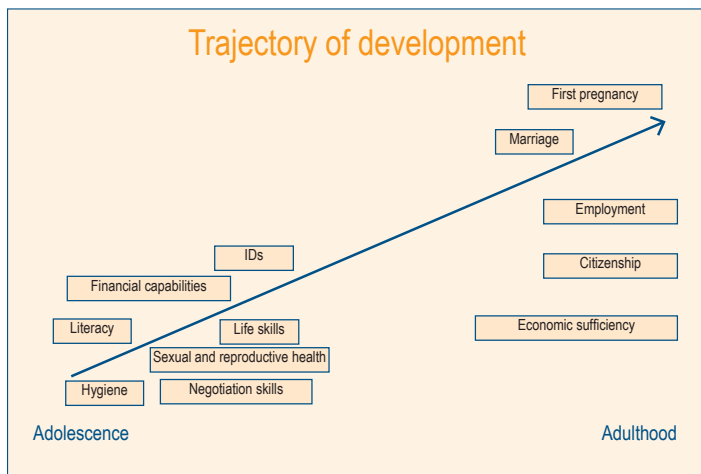 Trajectory of development
First pregnancy
Marriage
Employment
IDs
Citizenship
Financial capabilities
Literacy
Life skills
Economic sufficiency
Sexual and reproductive health
Hygiene
Negotiation skills
Adolescence
Adulthood